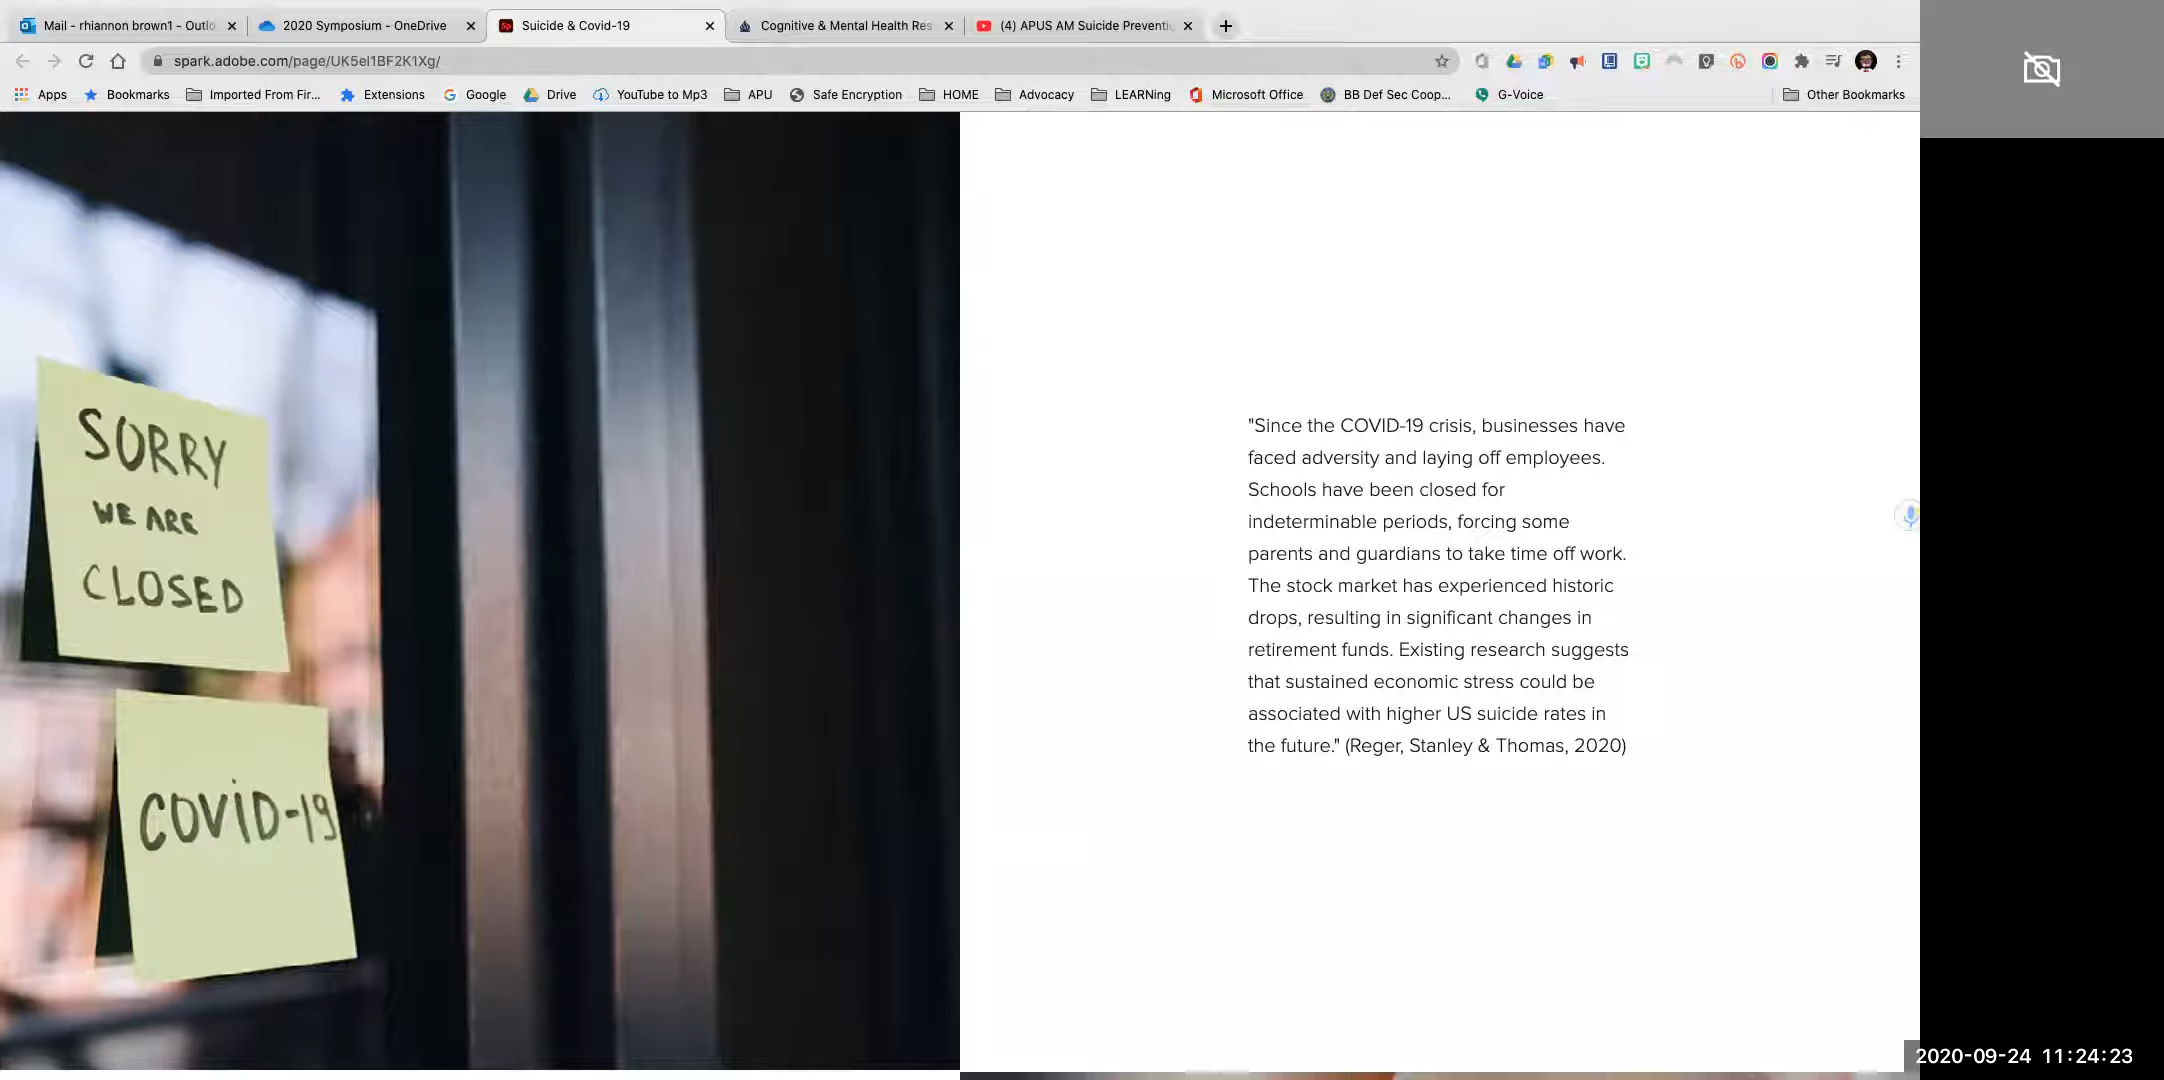 Mail - rhiannon brown1 - Outlo
2020 Symposium - OneDrive
Suicide & Covid-19
Cognitive & Mental Health Res
(4) APUS AM Suicide Preventi
spark.adobe.com/page/UK5eI1BF2K1Xg/
Apps
Bookmarks
Imported From Fir...
Extensions
Google
Drive
YouTube to Mp3
APU
Safe Encryption
HOME
Advocacy
LEARNing
Microsoft Office
BB Def Sec Coop...
G-Voice
Other Bookmarks
SORRY
WE ARE
CLOSED
COVID-19
"Since the COVID-19 crisis, businesses have
faced adversity and laying off employees.
Schools have been closed for
indeterminable periods, forcing some
parents and guardians to take time off work.
The stock market has experienced historic
drops, resulting in significant changes in
retirement funds. Existing research suggests
that sustained economic stress could be
associated with higher US suicide rates in
the future." (Reger, Stanley & Thomas, 2020)
2020-09-24 11:24:23